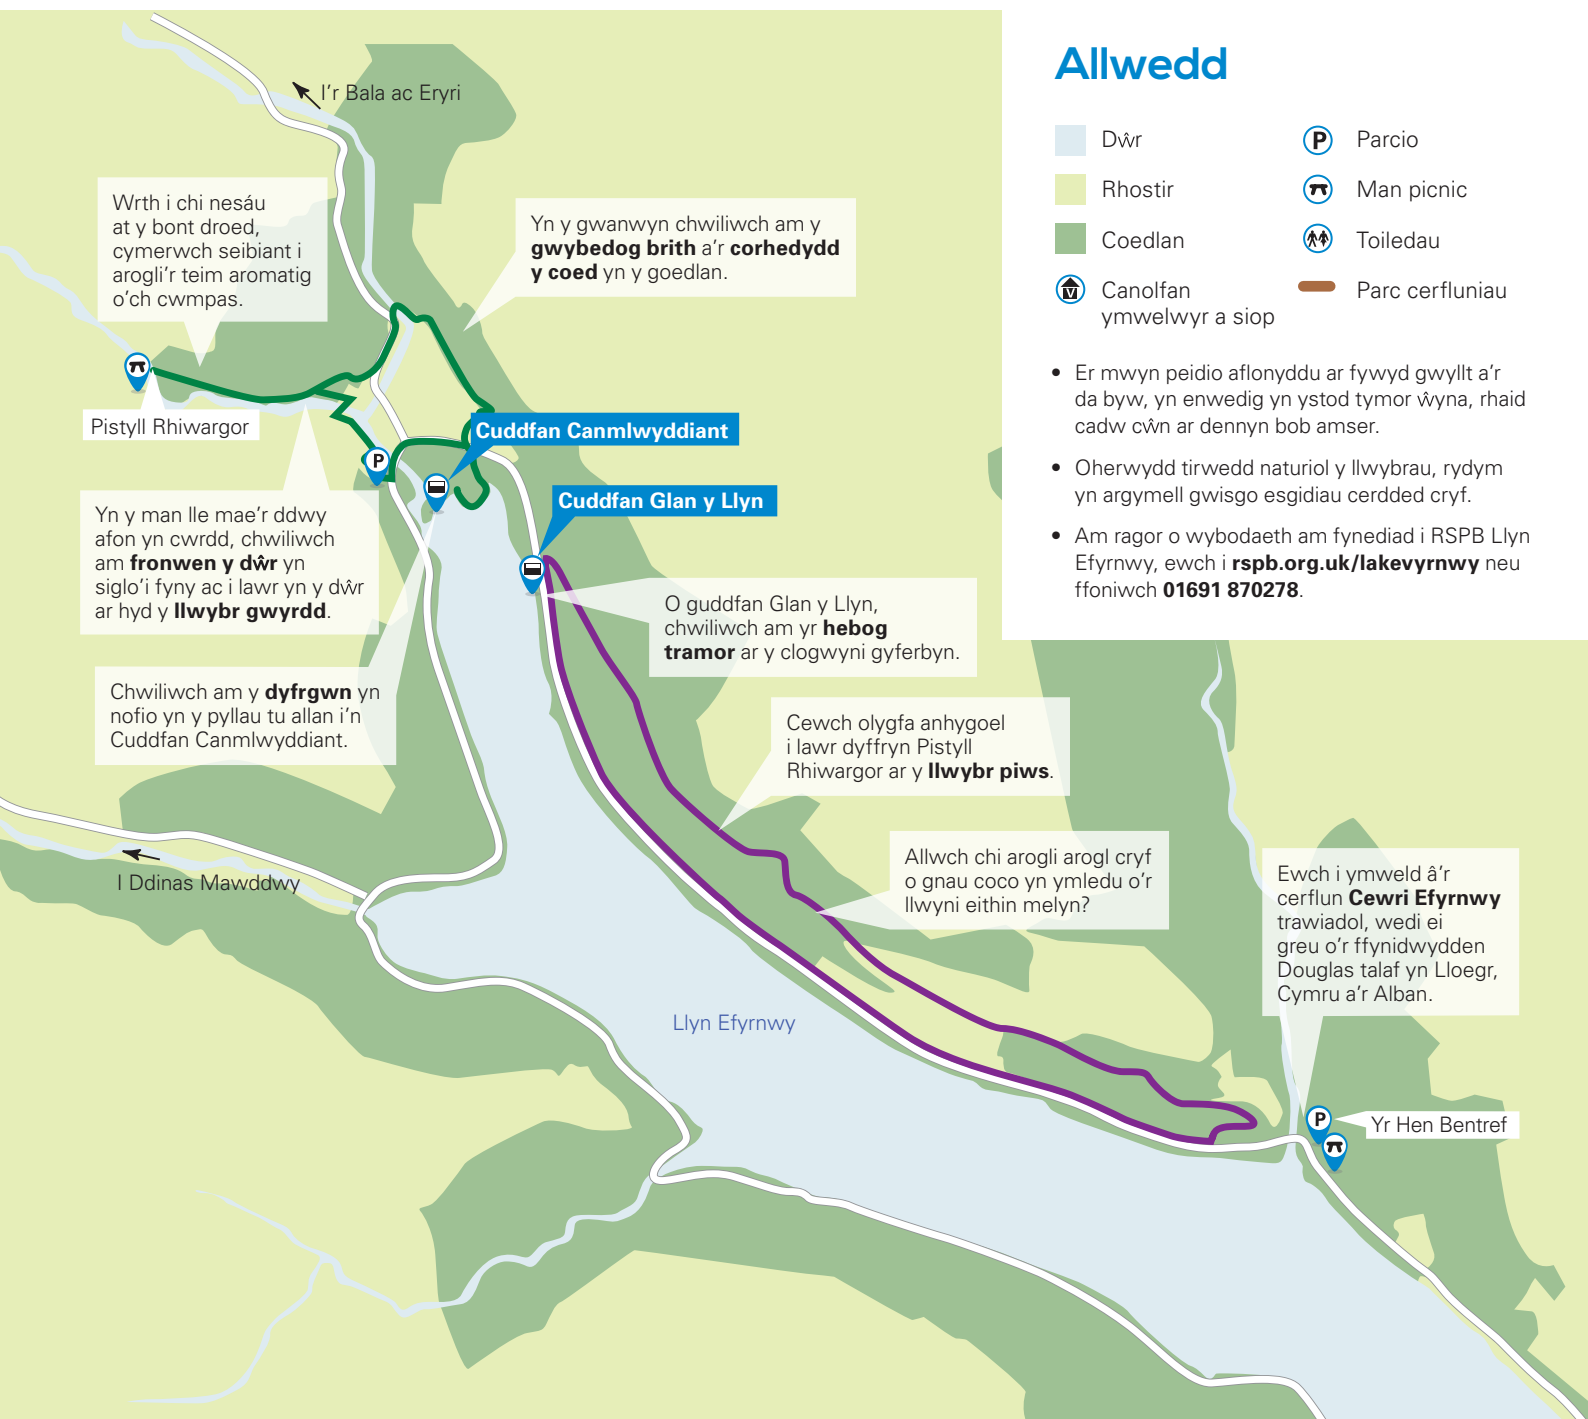 I'r Bala ac Eryri
Wrth i chi nesáu
at y bont droed,
cymerwch seibiant i
arogli'r teim aromatig
o'ch cwmpas.
Yn y gwanwyn chwiliwch am y
gwybedog brith a'r corhedydd
y coed yn y goedlan.
Pistyll Rhiwargor
Cuddfan Canmlwyddiant
P
Cuddfan Glan y Llyn
Yn y man lle mae'r ddwy
afon yn cwrdd, chwiliwch
am fronwen y dŵr yn
siglo'i fyny ac i lawr yn y dŵr
ar hyd y llwybr gwyrdd.
O guddfan Glan y Llyn,
chwiliwch am yr hebog
tramor ar y clogwyni gyferbyn.
Chwiliwch am y dyfrgwn yn
nofio yn y pyllau tu allan i'n
Cuddfan Canmlwyddiant.
Cewch olygfa anhygoel
i lawr dyffryn Pistyll
Rhiwargor ar y llwybr piws.
I Ddinas Mawddwy
Allwch chi arogli arogl cryf
o gnau coco yn ymledu o'r
llwyni eithin melyn?
Ewch i ymweld â'r
cerflun Cewri Efyrnwy
trawiadol, wedi ei
greu o'r ffynidwydden
Douglas talaf yn Lloegr,
Cymru a'r Alban.
Llyn Efyrnwy
P
Yr Hen Bentref
Allwedd
Dŵr
Rhostir
Coedlan
V
Canolfan
ymwelwyr a siop
P
Parcio
Man picnic
Toiledau
Parc cerfluniau
• Er mwyn peidio aflonyddu ar fywyd gwyllt a'r
da byw, yn enwedig yn ystod tymor ŵyna, rhaid
cadw cŵn ar dennyn bob amser.
• Oherwydd tirwedd naturiol y llwybrau, rydym
yn argymell gwisgo esgidiau cerdded cryf.
• Am ragor o wybodaeth am fynediad i RSPB Llyn
Efyrnwy, ewch i rspb.org.uk/lakevyrnwy neu
ffoniwch 01691 870278.